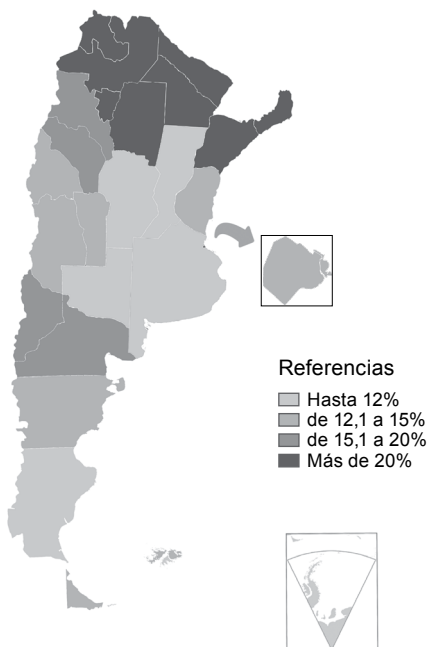 Referencias
Hasta 12%
de 12,1 a 15%
de 15,1 a 20%
Más de 20%